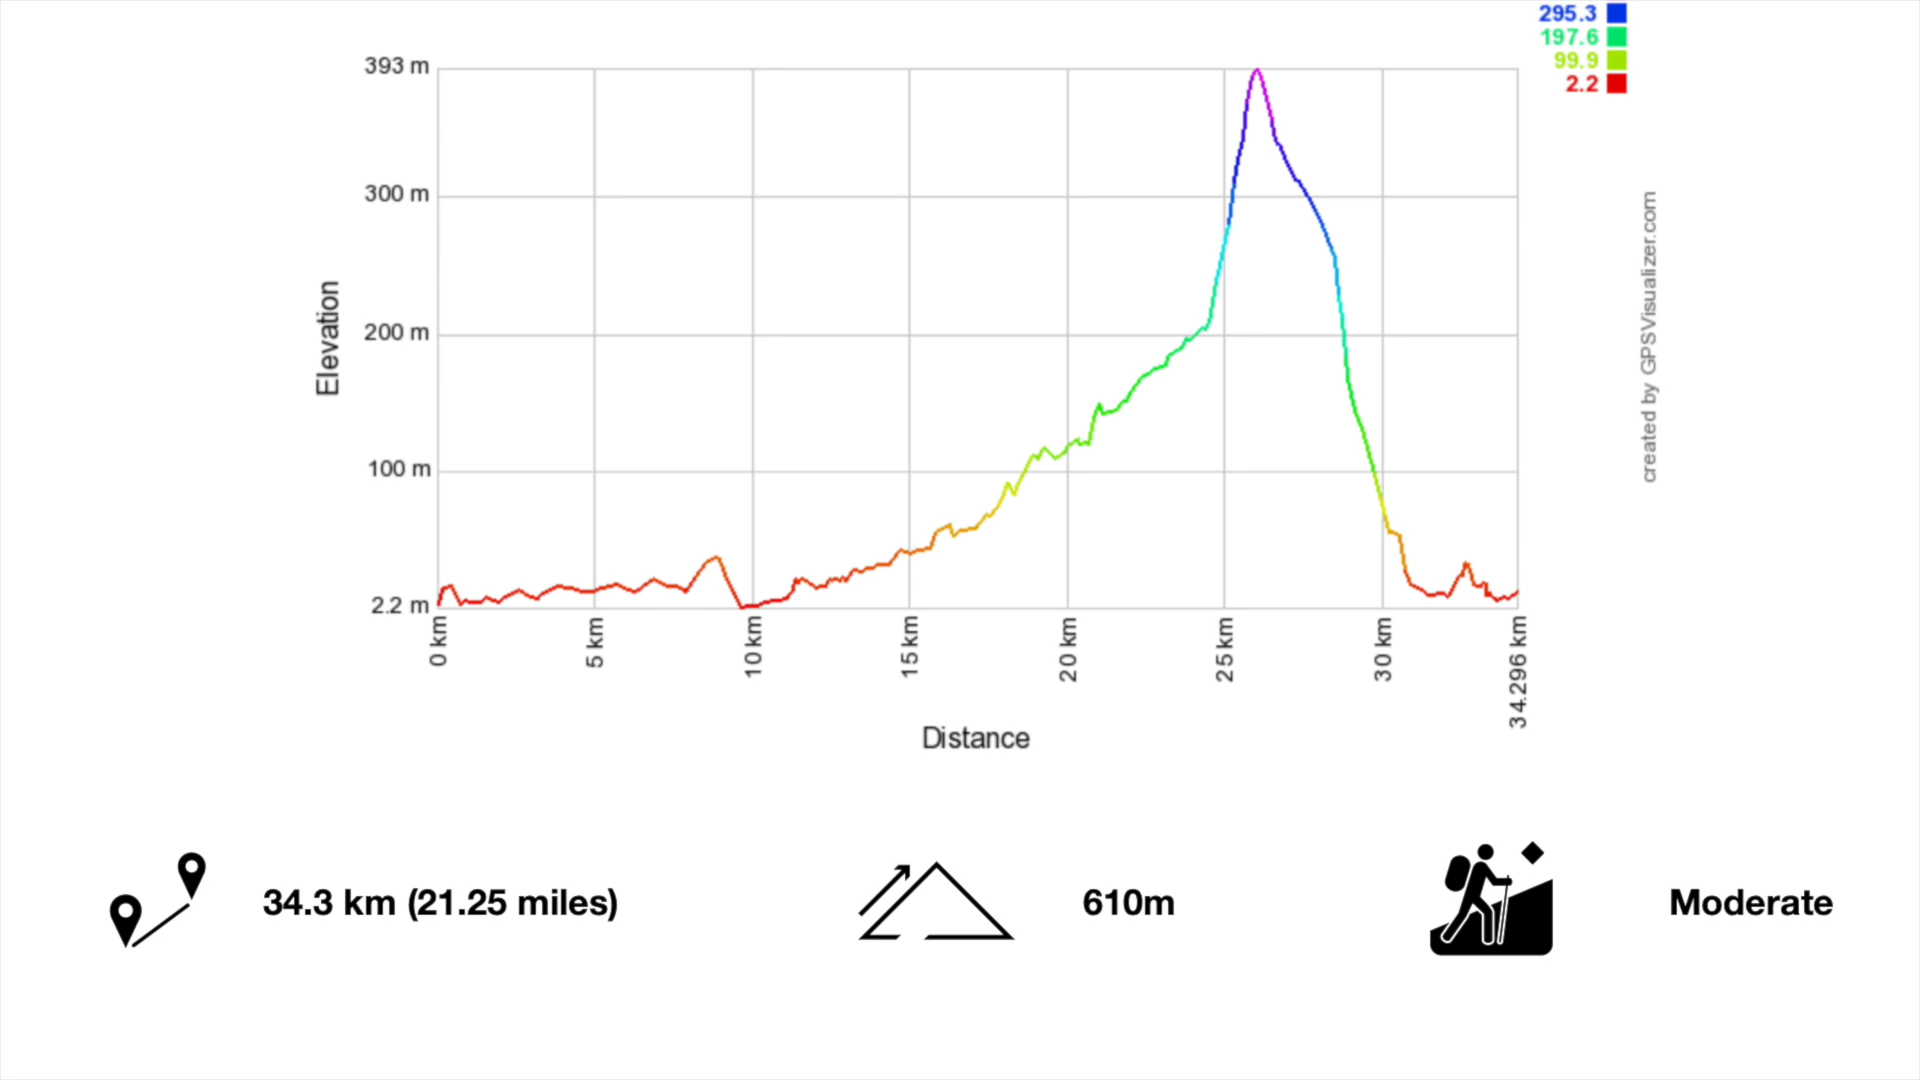 295.3
197.6
99.9
2.2
393 m
300 m
200 m
100 m
2.2 m
Elevation
0 km
5 km
10 km
15 km
20 km
25 km
30 km
34.296 km
Distance
created by GPSVisualizer.com
34.3 km (21.25 miles)
610m
Moderate